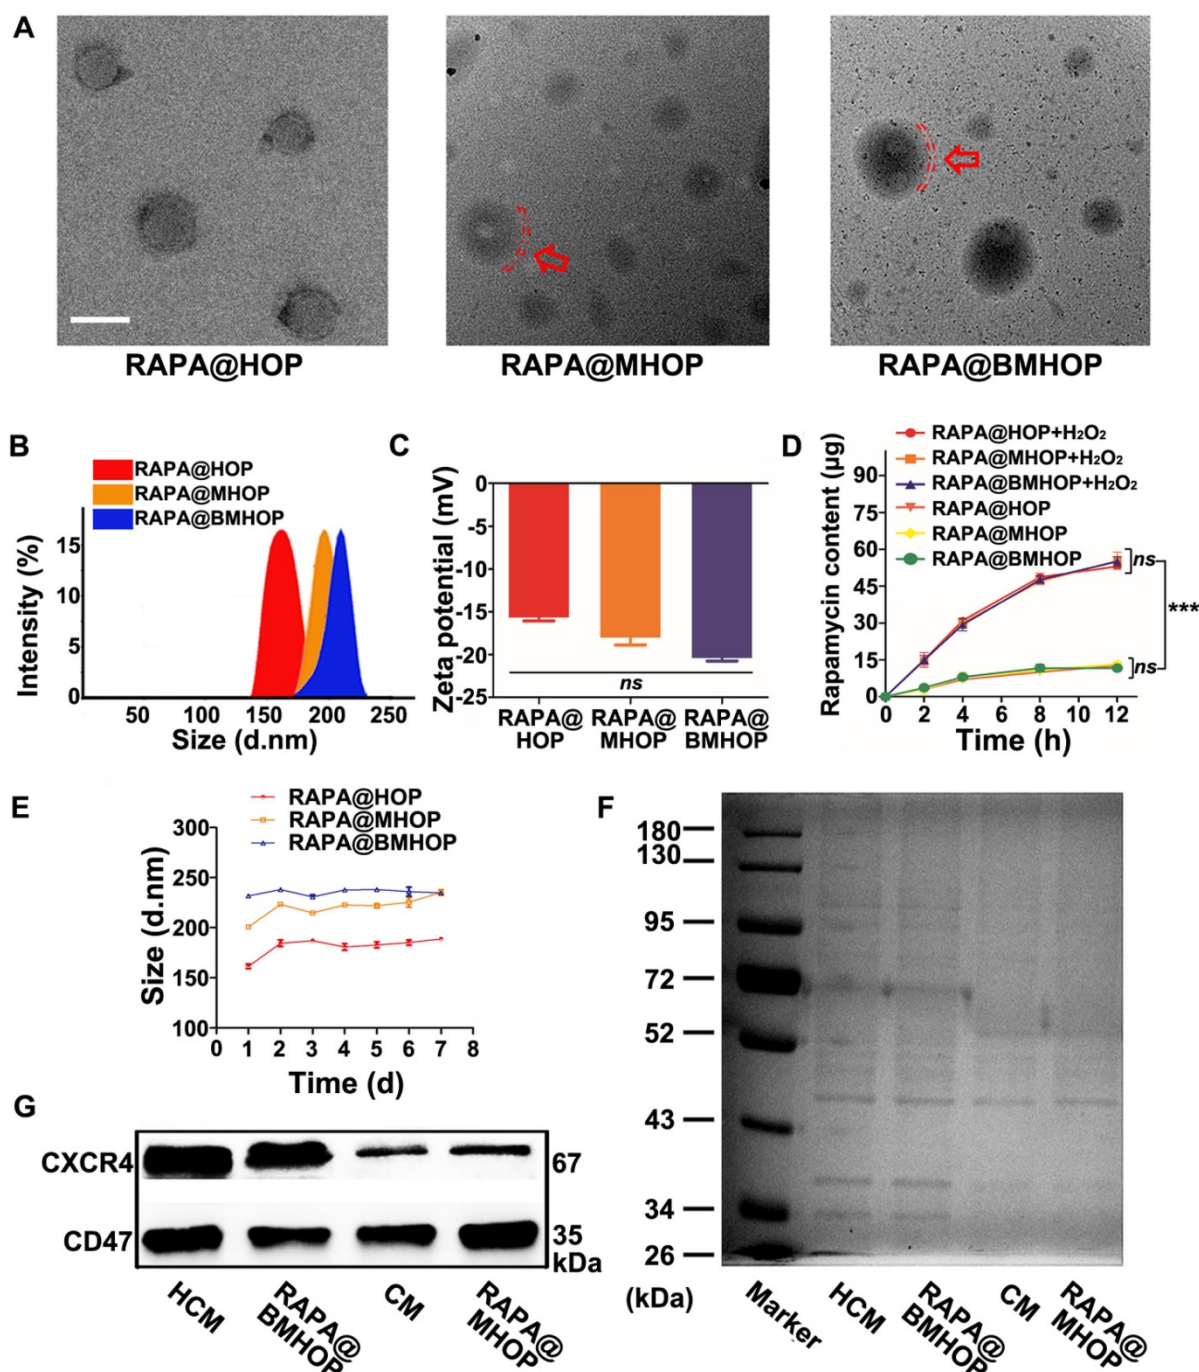 A
RAPA@HOP
RAPA@MHOP
RAPA@BMHOP
B
RAPA@HOP
RAPA@MHOP
RAPA@BMHOP
Intensity (%)
15
10
5
0
50
100
150
200
250
Size (d.nm)
C
Zeta potential (mV)
0
-5
-10
-15
-20
-25
ns
RAPA@
HOP
RAPA@
MHOP
RAPA@
BMHOP
D
RAPA@HOP+H₂O₂
RAPA@MHOP+H₂O₂
RAPA@BMHOP+H₂O₂
RAPA@HOP
RAPA@MHOP
RAPA@BMHOP
Rapamycin content (µg)
90
75
60
45
30
15
0
ns
***
ns
0 2 4 6 8 10 12
Time (h)
E
RAPA@HOP
RAPA@MHOP
RAPA@BMHOP
Size (d.nm)
300
250
200
150
100
0 1 2 3 4 5 6 7 8
Time (d)
F
180
130
95
72
52
43
34
26
(kDa)
Marker
HCM
RAPA@
BMHOP
CM
RAPA@
MHOP
G
CXCR4
67
CD47
35
kDa
HCM
RAPA@
BMHOP
CM
RAPA@
MHOP